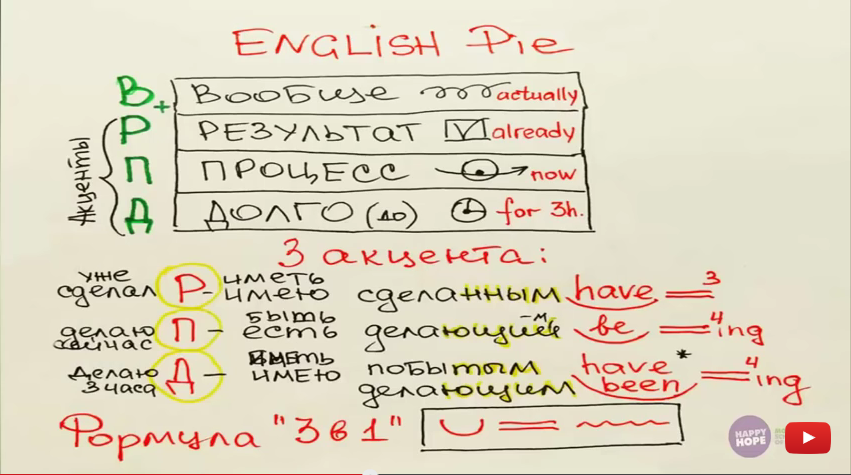 ENGLISH Pie
В+ ВООбще actually
Р РЕЗУЛЬТАТ V already
П ПРОЦЕСС now
Д ДОЛГО (до) for 3h.
Акценты
3 акцента:
уже сделал Р - иметь имею сделанным have 3
делаю сейчас П - быть есть делающий -м be 4 ing
делаю 3 часа Д - иметь имею побытым делающим have been * 4 ing
Формула "3 в 1"
HAPPY HOPE